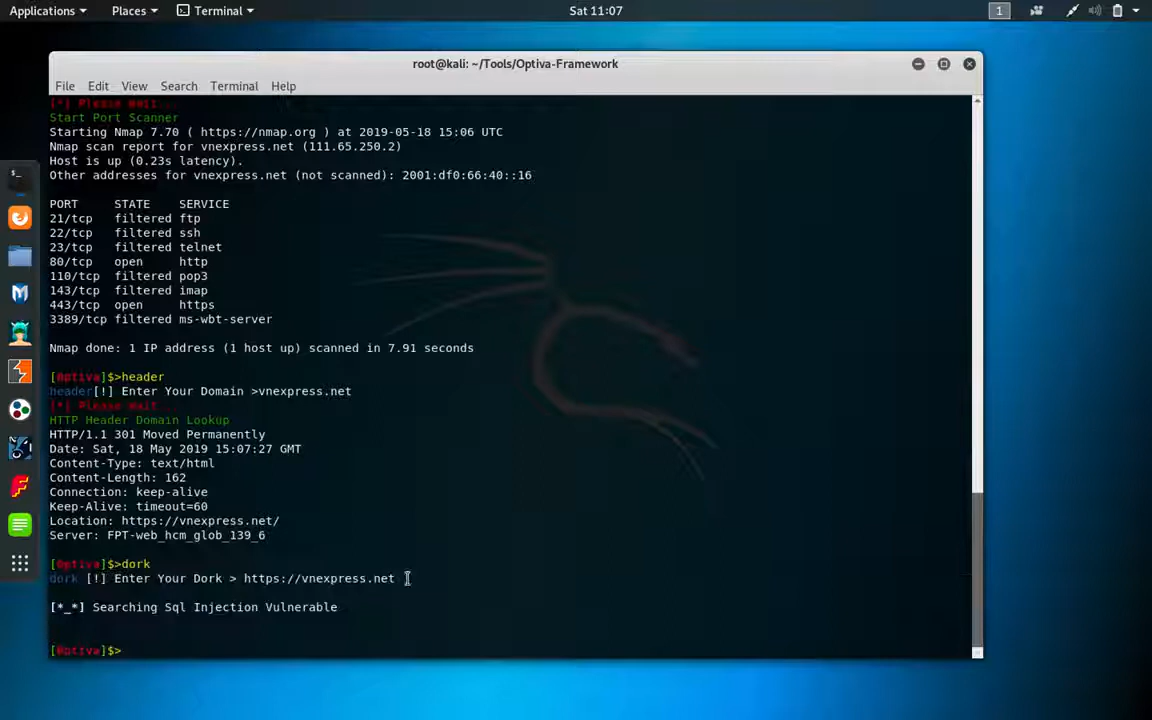 Applications
Places
Terminal
Sat 11:07
1
root@kali: ~/Tools/Optiva-Framework
File Edit View Search Terminal Help
[*] Please Wait...
Start Port Scanner
Starting Nmap 7.70 ( https://nmap.org ) at 2019-05-18 15:06 UTC
Nmap scan report for vnexpress.net (111.65.250.2)
Host is up (0.23s latency).
Other addresses for vnexpress.net (not scanned): 2001:df0:66:40::16
PORT STATE SERVICE
21/tcp filtered ftp
22/tcp filtered ssh
23/tcp filtered telnet
80/tcp open http
110/tcp filtered pop3
143/tcp filtered imap
443/tcp open https
3389/tcp filtered ms-wbt-server
Nmap done: 1 IP address (1 host up) scanned in 7.91 seconds
[Optiva]$>header
header[!] Enter Your Domain >vnexpress.net
[*] Please Wait...
HTTP Header Domain Lookup
HTTP/1.1 301 Moved Permanently
Date: Sat, 18 May 2019 15:07:27 GMT
Content-Type: text/html
Content-Length: 162
Connection: keep-alive
Keep-Alive: timeout=60
Location: https://vnexpress.net/
Server: FPT-web_hcm_glob_139_6
[Optiva]$>dork
dork [!] Enter Your Dork > https://vnexpress.net
[*_*] Searching Sql Injection Vulnerable
[Optiva]$>